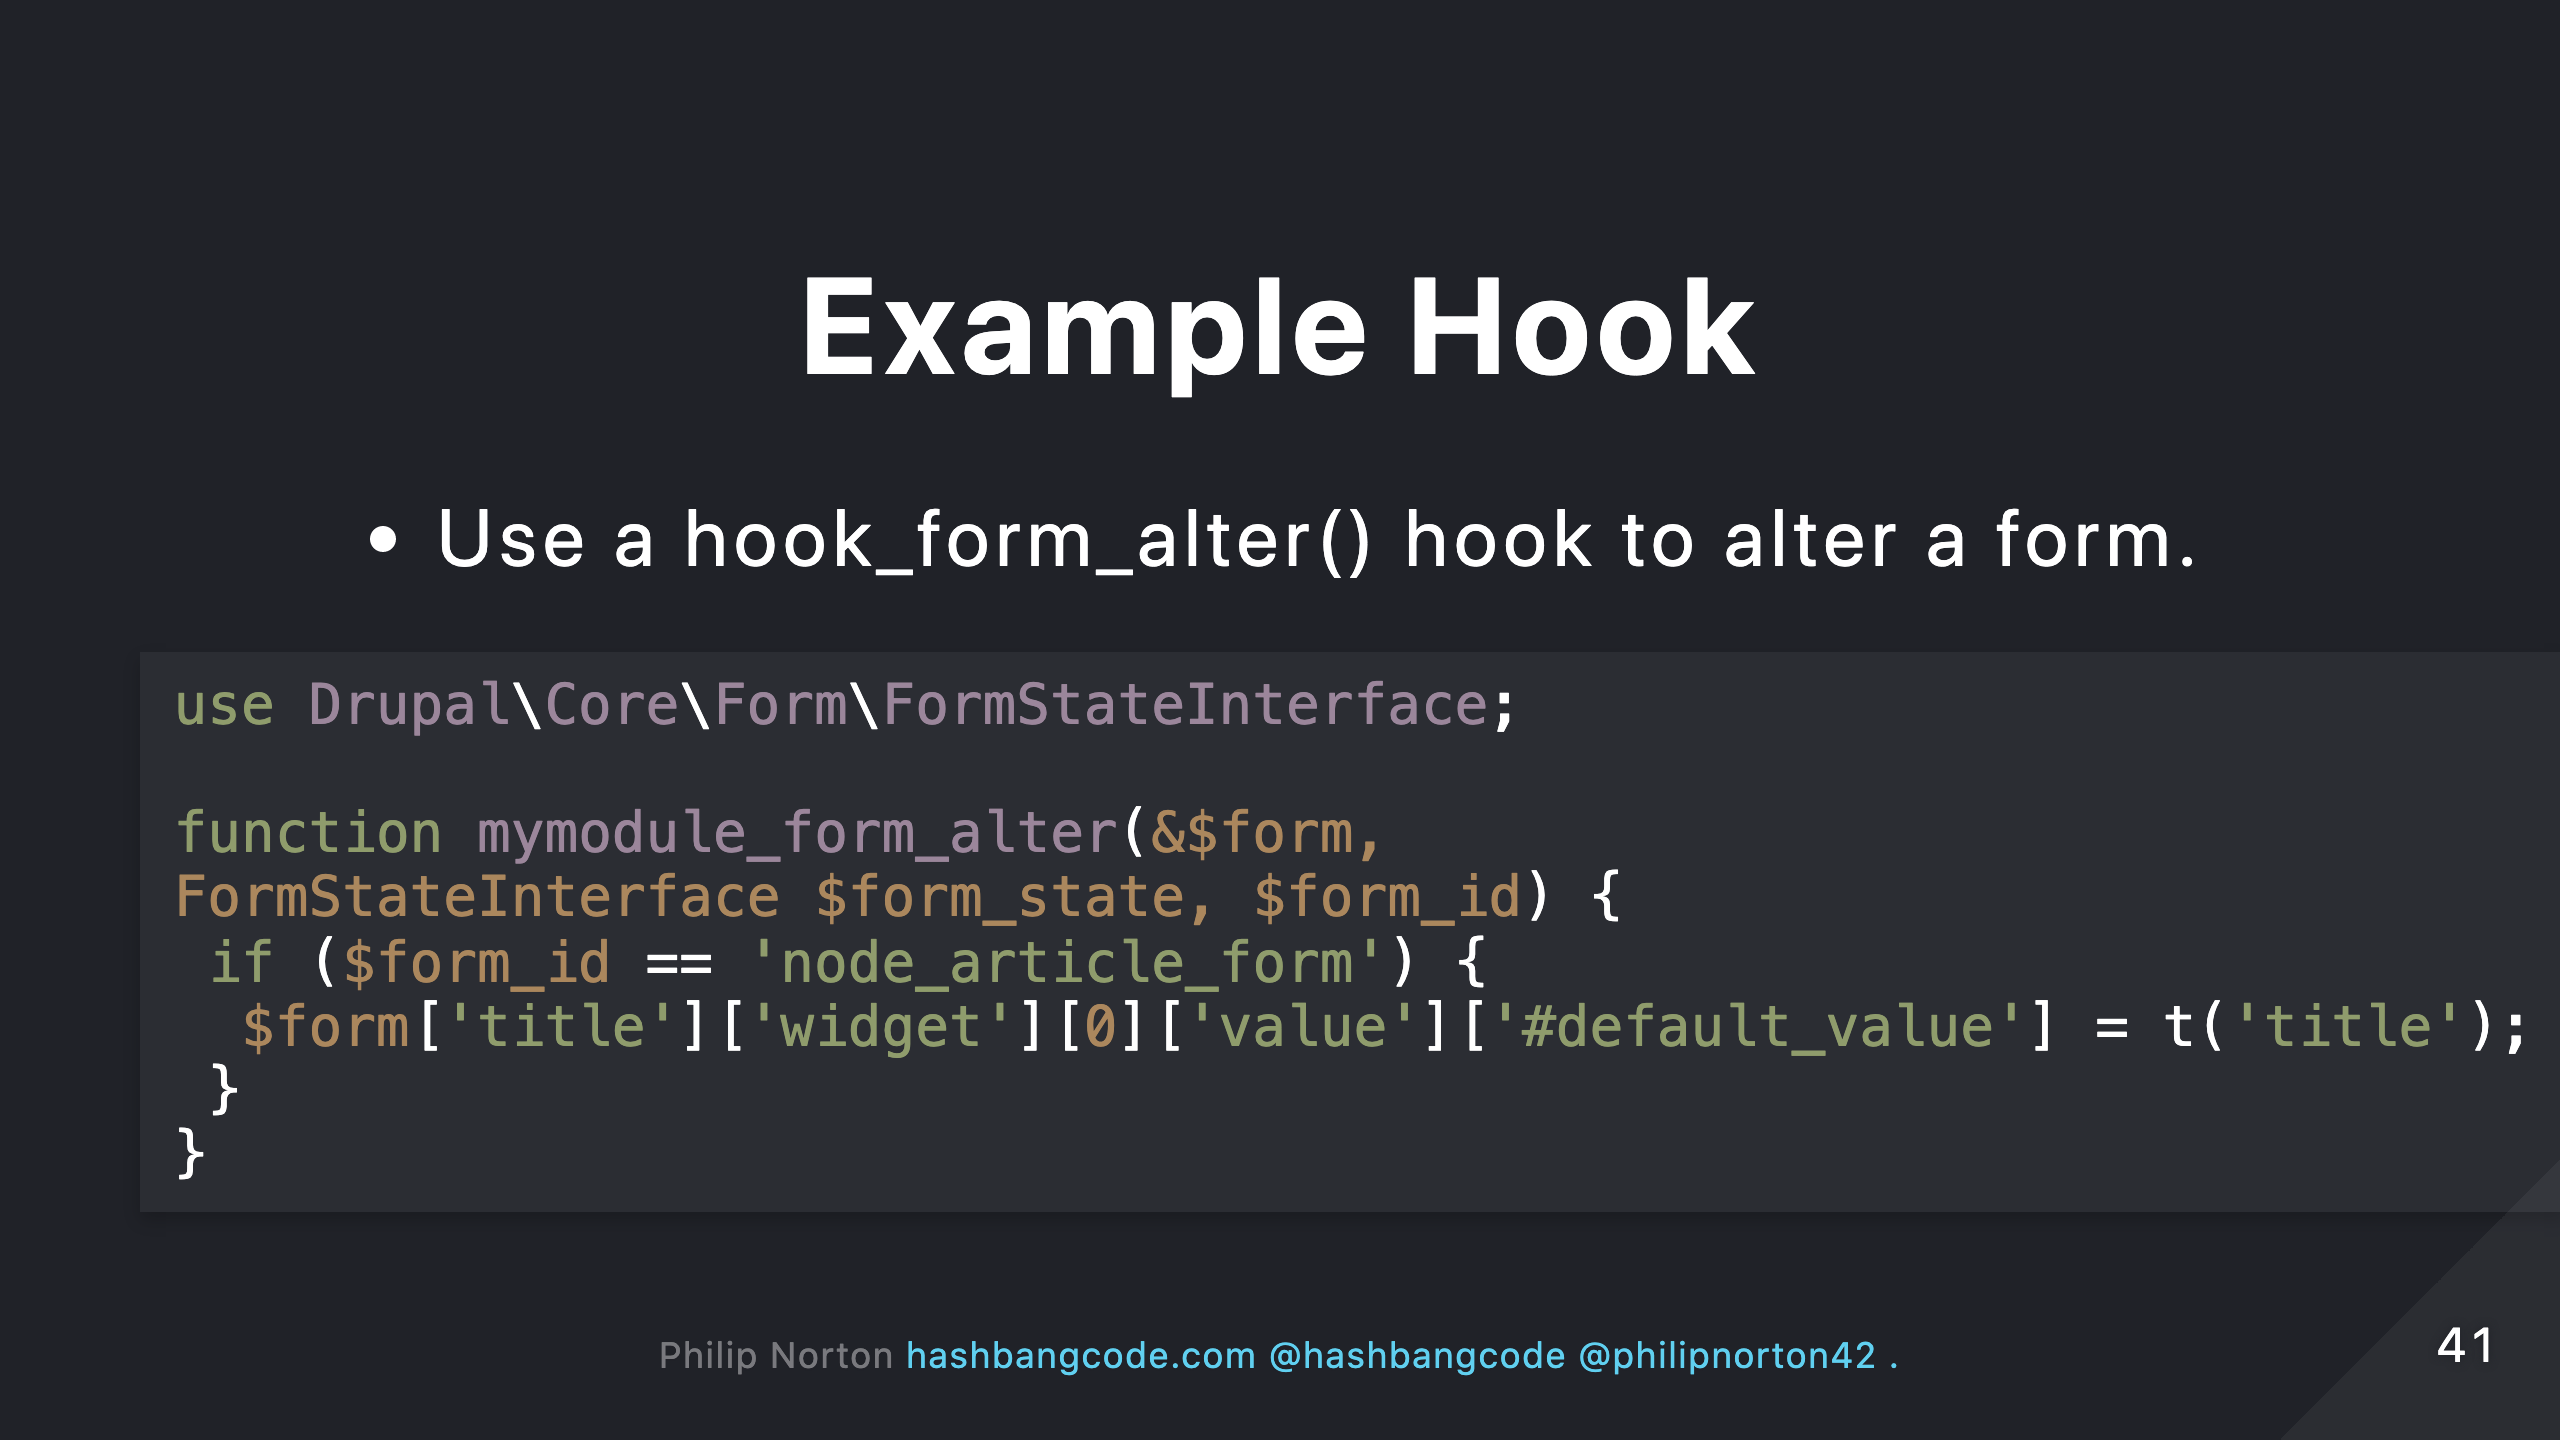 Example Hook
• Use a hook_form_alter() hook to alter a form.
use Drupal\Core\Form\FormStateInterface;
function mymodule_form_alter(&$form,
FormStateInterface $form_state, $form_id) {
 if ($form_id == 'node_article_form') {
  $form['title']['widget'][0]['value']['#default_value'] = t('title');
 }
}
Philip Norton hashbangcode.com @hashbangcode @philipnorton42 .
41